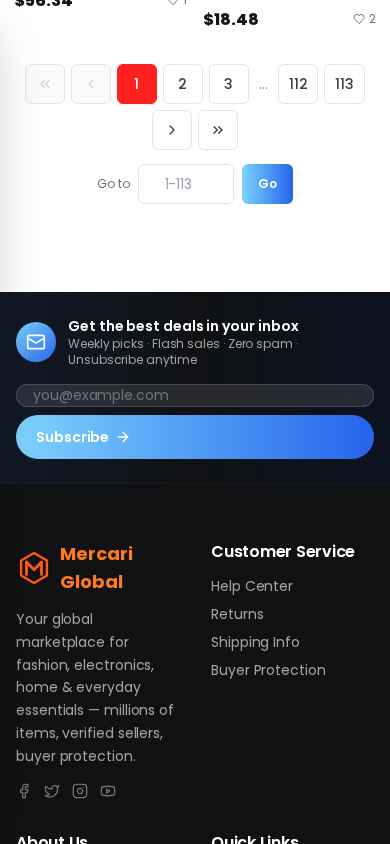 $56.34
1
$18.48
2
1 2 3 ... 112 113
Go to 1–113 Go
Get the best deals in your inbox
Weekly picks · Flash sales · Zero spam ·
Unsubscribe anytime
you@example.com
Subscribe →
Mercari
Global
Your global
marketplace for
fashion, electronics,
home & everyday
essentials — millions of
items, verified sellers,
buyer protection.
Customer Service
Help Center
Returns
Shipping Info
Buyer Protection
About Us
Quick Links